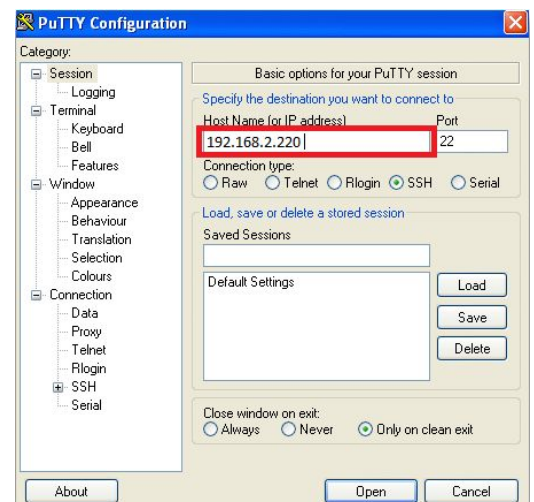 PuTTY Configuration
Category:
Session
Logging
Terminal
Keyboard
Bell
Features
Window
Appearance
Behaviour
Translation
Selection
Colours
Connection
Data
Proxy
Telnet
Rlogin
SSH
Serial
Basic options for your PuTTY session
Specify the destination you want to connect to
Host Name (or IP address) Port
192.168.2.220 22
Connection type:
Raw Telnet Rlogin SSH Serial
Load, save or delete a stored session
Saved Sessions
Default Settings
Load
Save
Delete
Close window on exit:
Always Never Only on clean exit
About Open Cancel